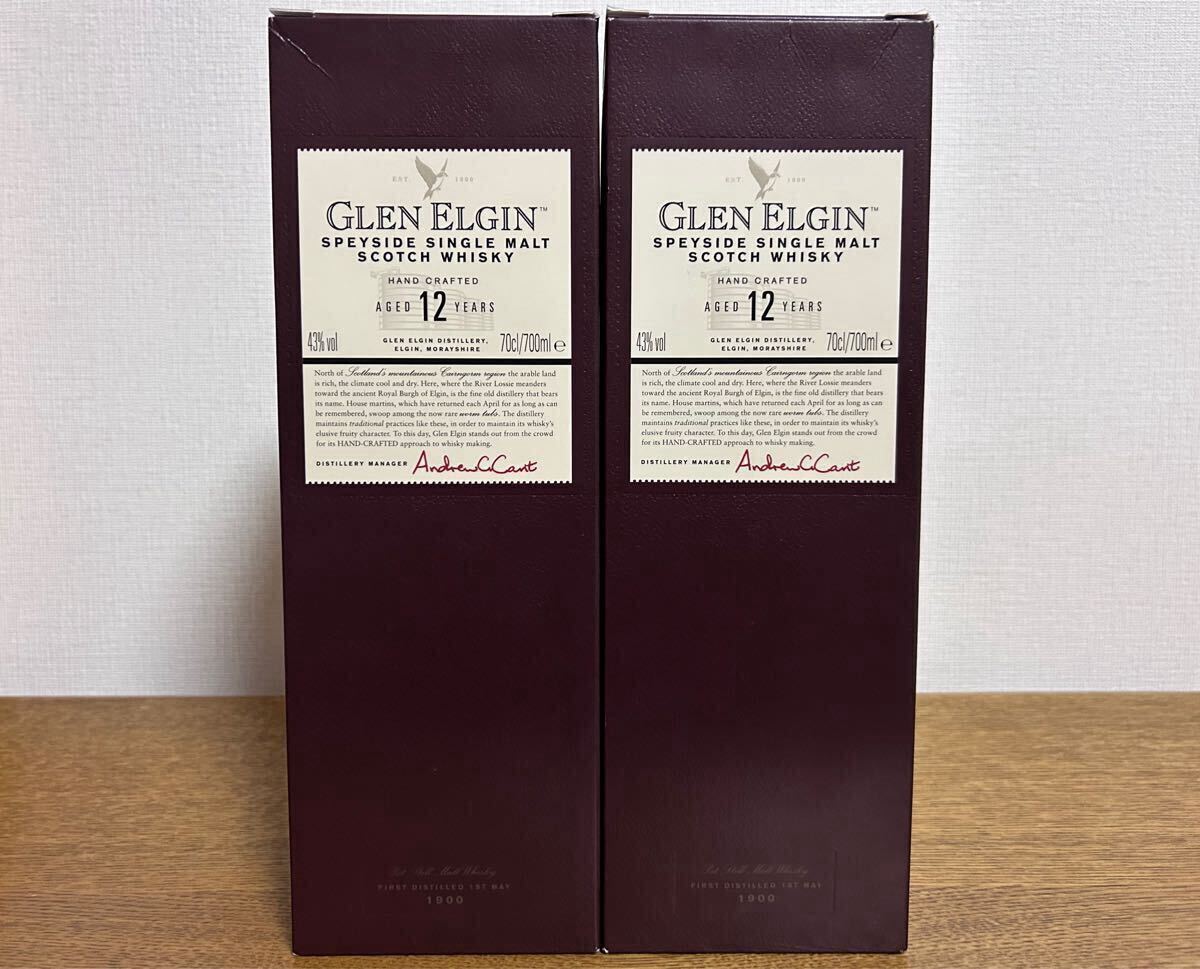 EST. 1900
GLEN ELGIN™
SPEYSIDE SINGLE MALT
SCOTCH WHISKY
HAND CRAFTED
AGED 12 YEARS
43% vol
GLEN ELGIN DISTILLERY,
ELGIN, MORAYSHIRE
70cl/700ml ℮
North of Scotland's mountainous Cairngorm region the arable land
is rich, the climate cool and dry. Here, where the River Lossie meanders
toward the ancient Royal Burgh of Elgin, is the fine old distillery that bears
its name. House martins, which have returned each April for as long as can
be remembered, swoop among the now rare worm tubs. The distillery
maintains traditional practices like these, in order to maintain its whisky's
elusive fruity character. To this day, Glen Elgin stands out from the crowd
for its HAND-CRAFTED approach to whisky making.
DISTILLERY MANAGER Andrew C. Cant
Pot Still Malt Whisky
FIRST DISTILLED 1ST MAY
1900
EST. 1900
GLEN ELGIN™
SPEYSIDE SINGLE MALT
SCOTCH WHISKY
HAND CRAFTED
AGED 12 YEARS
43% vol
GLEN ELGIN DISTILLERY,
ELGIN, MORAYSHIRE
70cl/700ml ℮
North of Scotland's mountainous Cairngorm region the arable land
is rich, the climate cool and dry. Here, where the River Lossie meanders
toward the ancient Royal Burgh of Elgin, is the fine old distillery that bears
its name. House martins, which have returned each April for as long as can
be remembered, swoop among the now rare worm tubs. The distillery
maintains traditional practices like these, in order to maintain its whisky's
elusive fruity character. To this day, Glen Elgin stands out from the crowd
for its HAND-CRAFTED approach to whisky making.
DISTILLERY MANAGER Andrew C. Cant
Pot Still Malt Whisky
FIRST DISTILLED 1ST MAY
1900